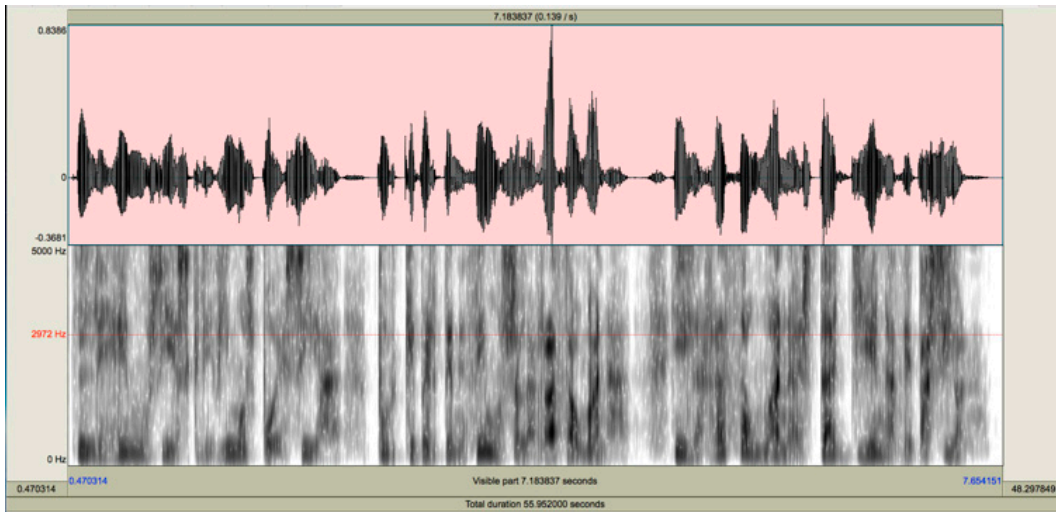 7.183837 (0.139 / s)
0.8386
0
-0.3681
5000 Hz
2972 Hz
0 Hz
0.470314 Visible part 7.183837 seconds 7.654151
0.470314 48.297849
Total duration 55.952000 seconds